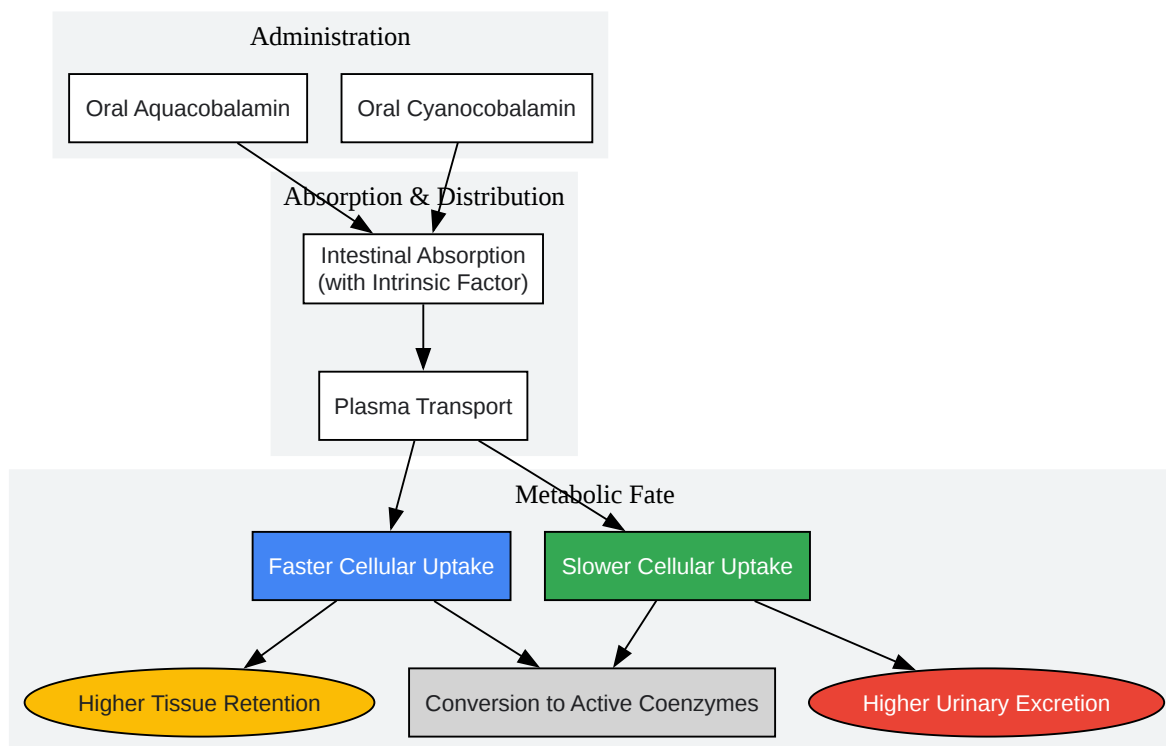 Administration
Oral Aquacobalamin
Oral Cyanocobalamin
Absorption & Distribution
Intestinal Absorption
(with Intrinsic Factor)
Plasma Transport
Metabolic Fate
Faster Cellular Uptake
Slower Cellular Uptake
Higher Tissue Retention
Conversion to Active Coenzymes
Higher Urinary Excretion